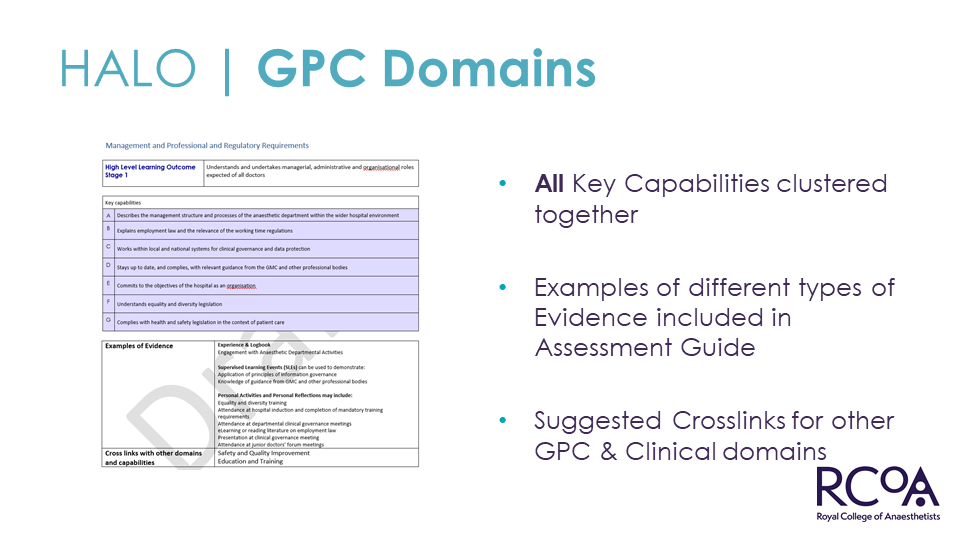 HALO | GPC Domains
Management and Professional and Regulatory Requirements
High Level Learning Outcome
Stage 1
Understands and undertakes managerial, administrative and organisational roles
expected of all doctors
Key capabilities
A Describes the management structure and processes of the anaesthetic department within the wider hospital environment
B Explains employment law and the relevance of the working time regulations
C Works within local and national systems for clinical governance and data protection
D Stays up to date, and complies, with relevant guidance from the GMC and other professional bodies
E Commits to the objectives of the hospital as an organisation
F Understands equality and diversity legislation
G Complies with health and safety legislation in the context of patient care
Examples of Evidence
Experience & Logbook
Engagement with Anaesthetic Departmental Activities
Supervised Learning Events (SLEs) can be used to demonstrate:
Application of principles of information governance
Knowledge of guidance from GMC and other professional bodies
Personal Activities and Personal Reflections may include:
Equality and diversity training
Attendance at hospital induction and completion of mandatory training
requirements
Attendance at departmental clinical governance meetings
eLearning or reading literature on employment law
Presentation at clinical governance meeting
Attendance at junior doctors' forum meetings
Cross links with other domains
and capabilities
Safety and Quality Improvement
Education and Training
Draft
• All Key Capabilities clustered
together
• Examples of different types of
Evidence included in
Assessment Guide
• Suggested Crosslinks for other
GPC & Clinical domains
RCOA
Royal College of Anaesthetists